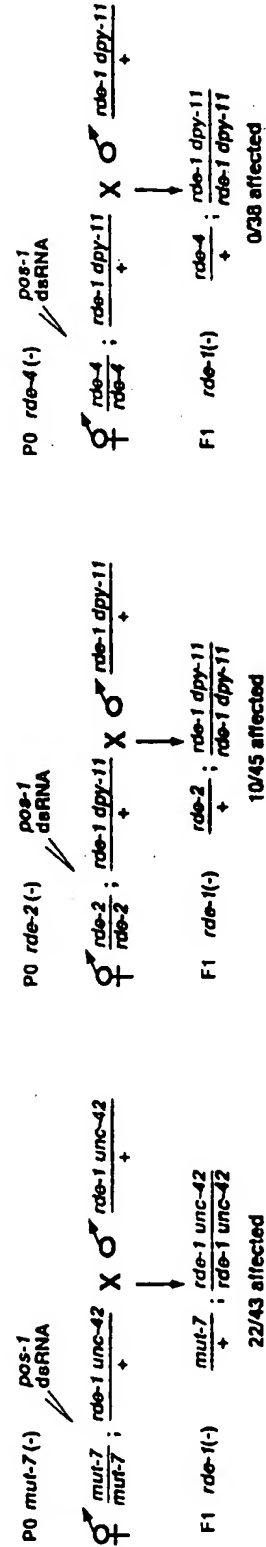 P0 mut-7 (-)
pos-1
dsRNA
mut-7
mut-7
;
rde-1 unc-42
+
X
rde-1 unc-42
+
F1 rde-1(-)
mut-7
+
;
rde-1 unc-42
rde-1 unc-42
22/43 affected
P0 rde-2 (-)
pos-1
dsRNA
rde-2
rde-2
;
rde-1 dpy-11
+
X
rde-1 dpy-11
+
F1 rde-1(-)
rde-2
+
;
rde-1 dpy-11
rde-1 dpy-11
10/45 affected
P0 rde-4 (-)
pos-1
dsRNA
rde-4
rde-4
;
rde-1 dpy-11
+
X
rde-1 dpy-11
+
F1 rde-1(-)
rde-4
+
;
rde-1 dpy-11
rde-1 dpy-11
0/38 affected